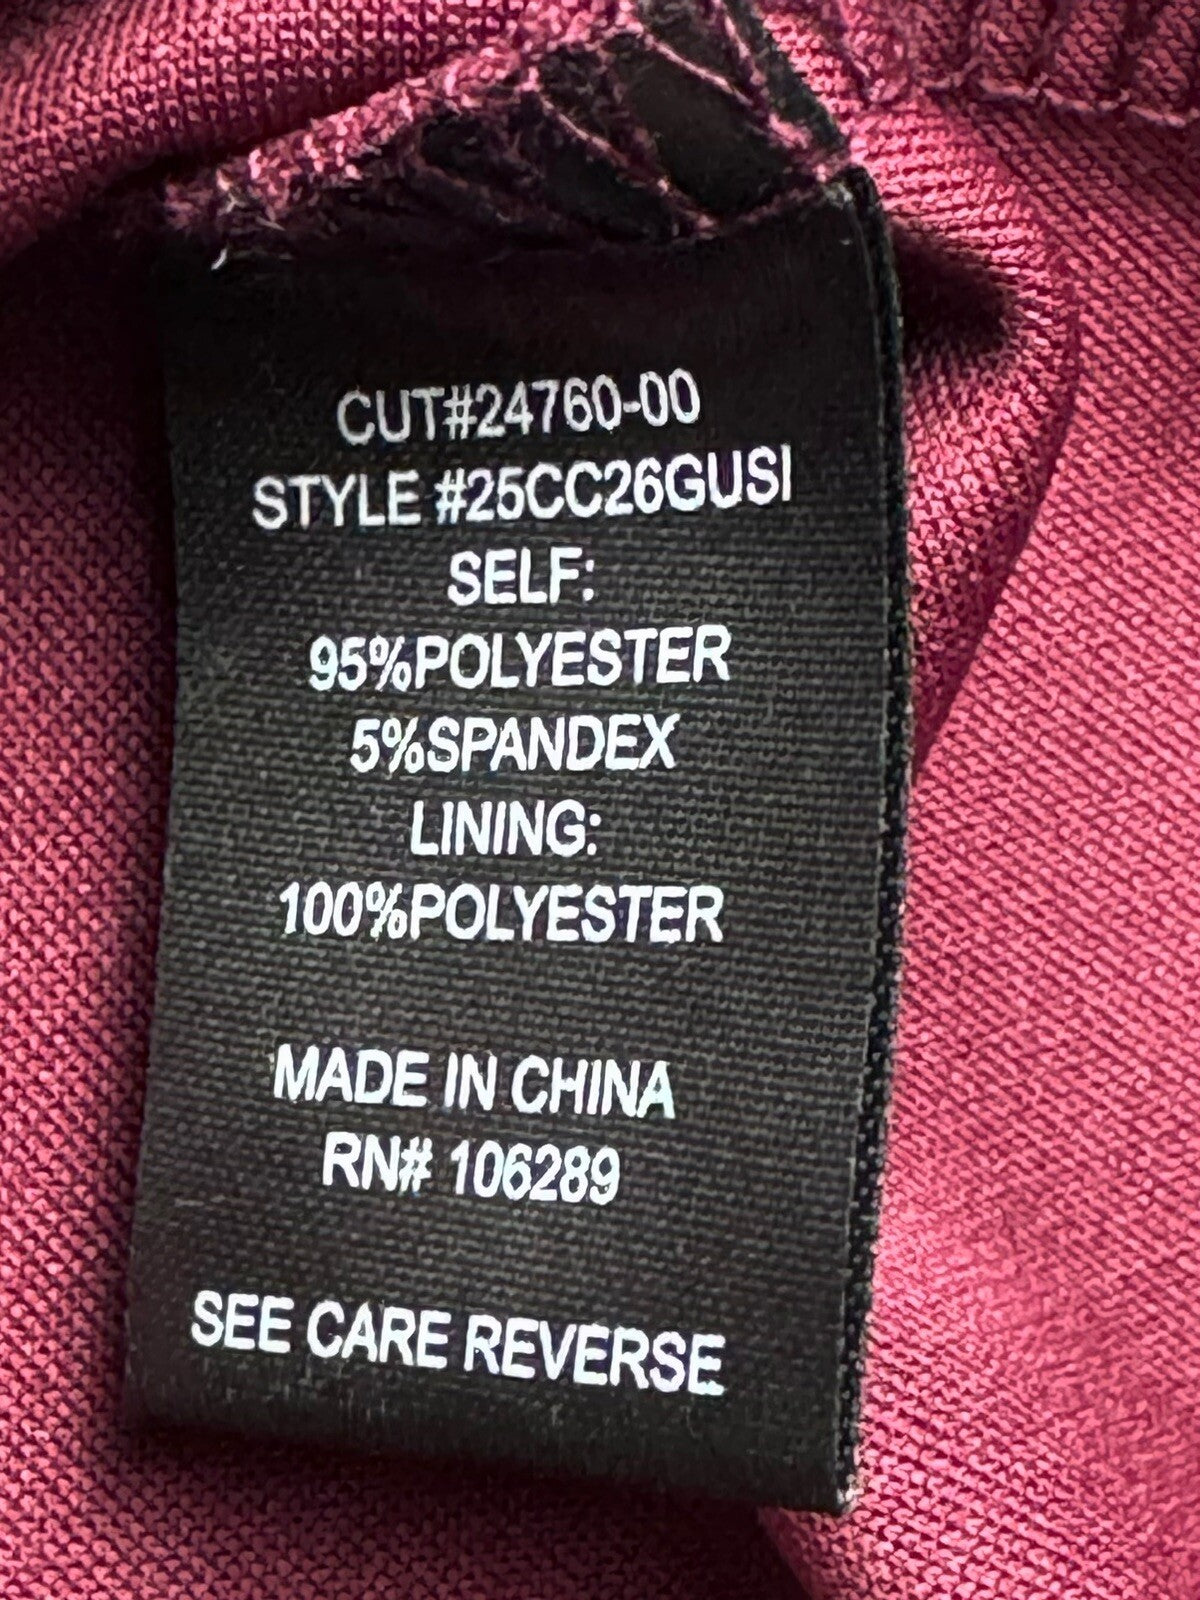 CUT#24760-00
STYLE #25CC26GUSI
SELF:
95%POLYESTER
5%SPANDEX
LINING:
100%POLYESTER
MADE IN CHINA
RN# 106289
SEE CARE REVERSE